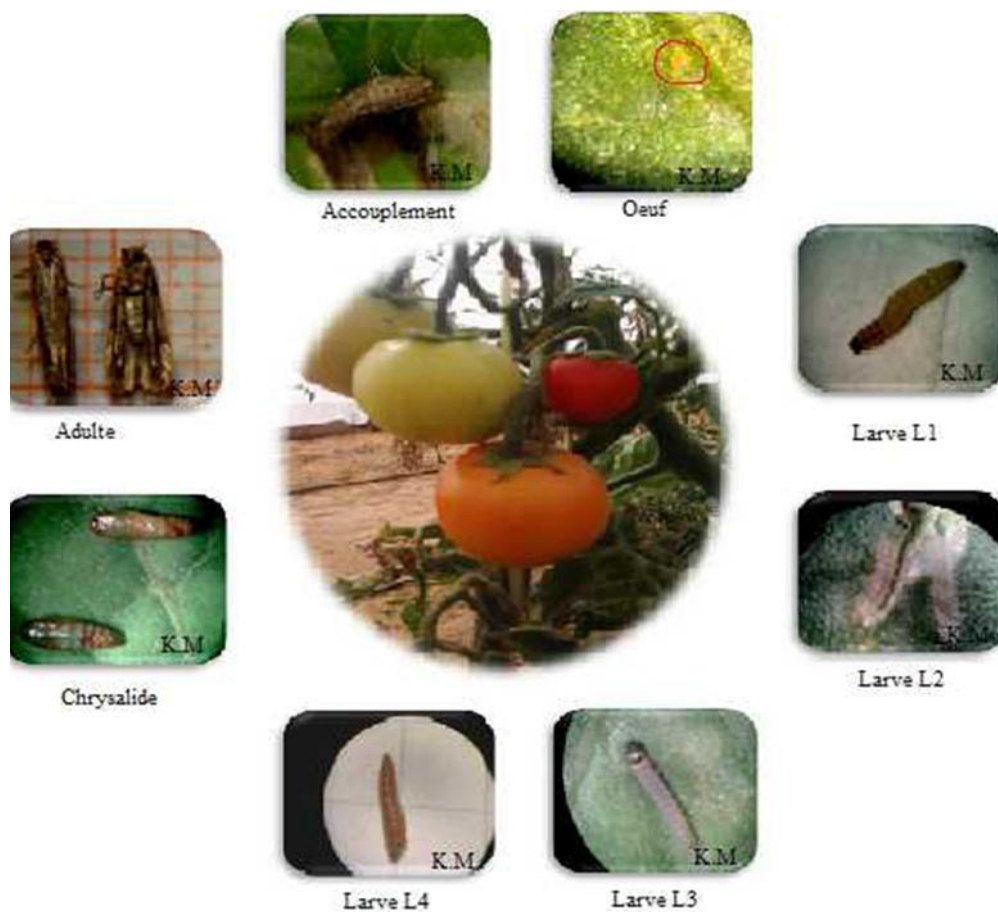 K.M
Accouplement
K.M
Oeuf
K.M
Larve L1
K.M
Larve L2
K.M
Larve L3
K.M
Larve L4
K.M
Chrysalide
K.M
Adulte